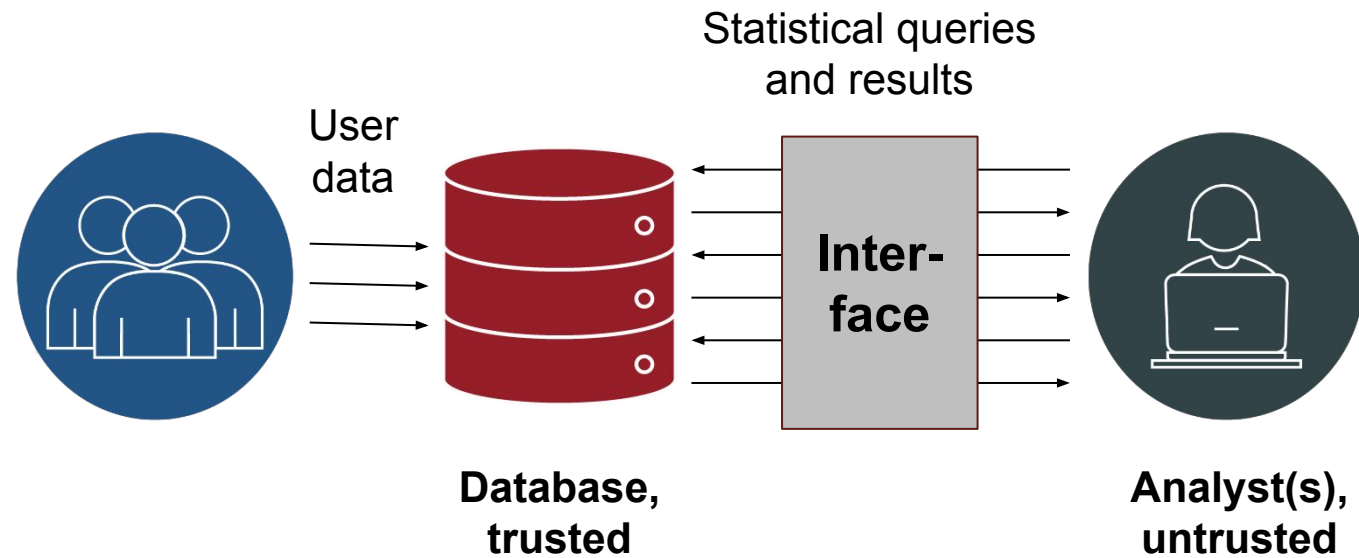 Statistical queries
and results
User
data
Inter-
face
Database,
trusted
Analyst(s),
untrusted